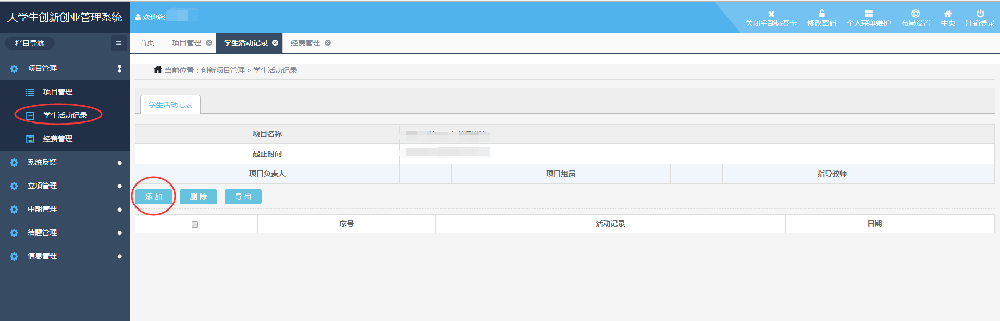 大学生创新创业管理系统
欢迎您
关闭全部标签卡
修改密码
个人菜单维护
布局设置
主页
注销登录
栏目导航
首页
项目管理
学生活动记录
经费管理
项目管理
项目管理
学生活动记录
经费管理
系统反馈
立项管理
中期管理
结题管理
信息管理
当前位置：创新项目管理 > 学生活动记录
学生活动记录
项目名称
起止时间
项目负责人 项目组员 指导教师
添 加 删 除 导 出
序号 活动记录 日期